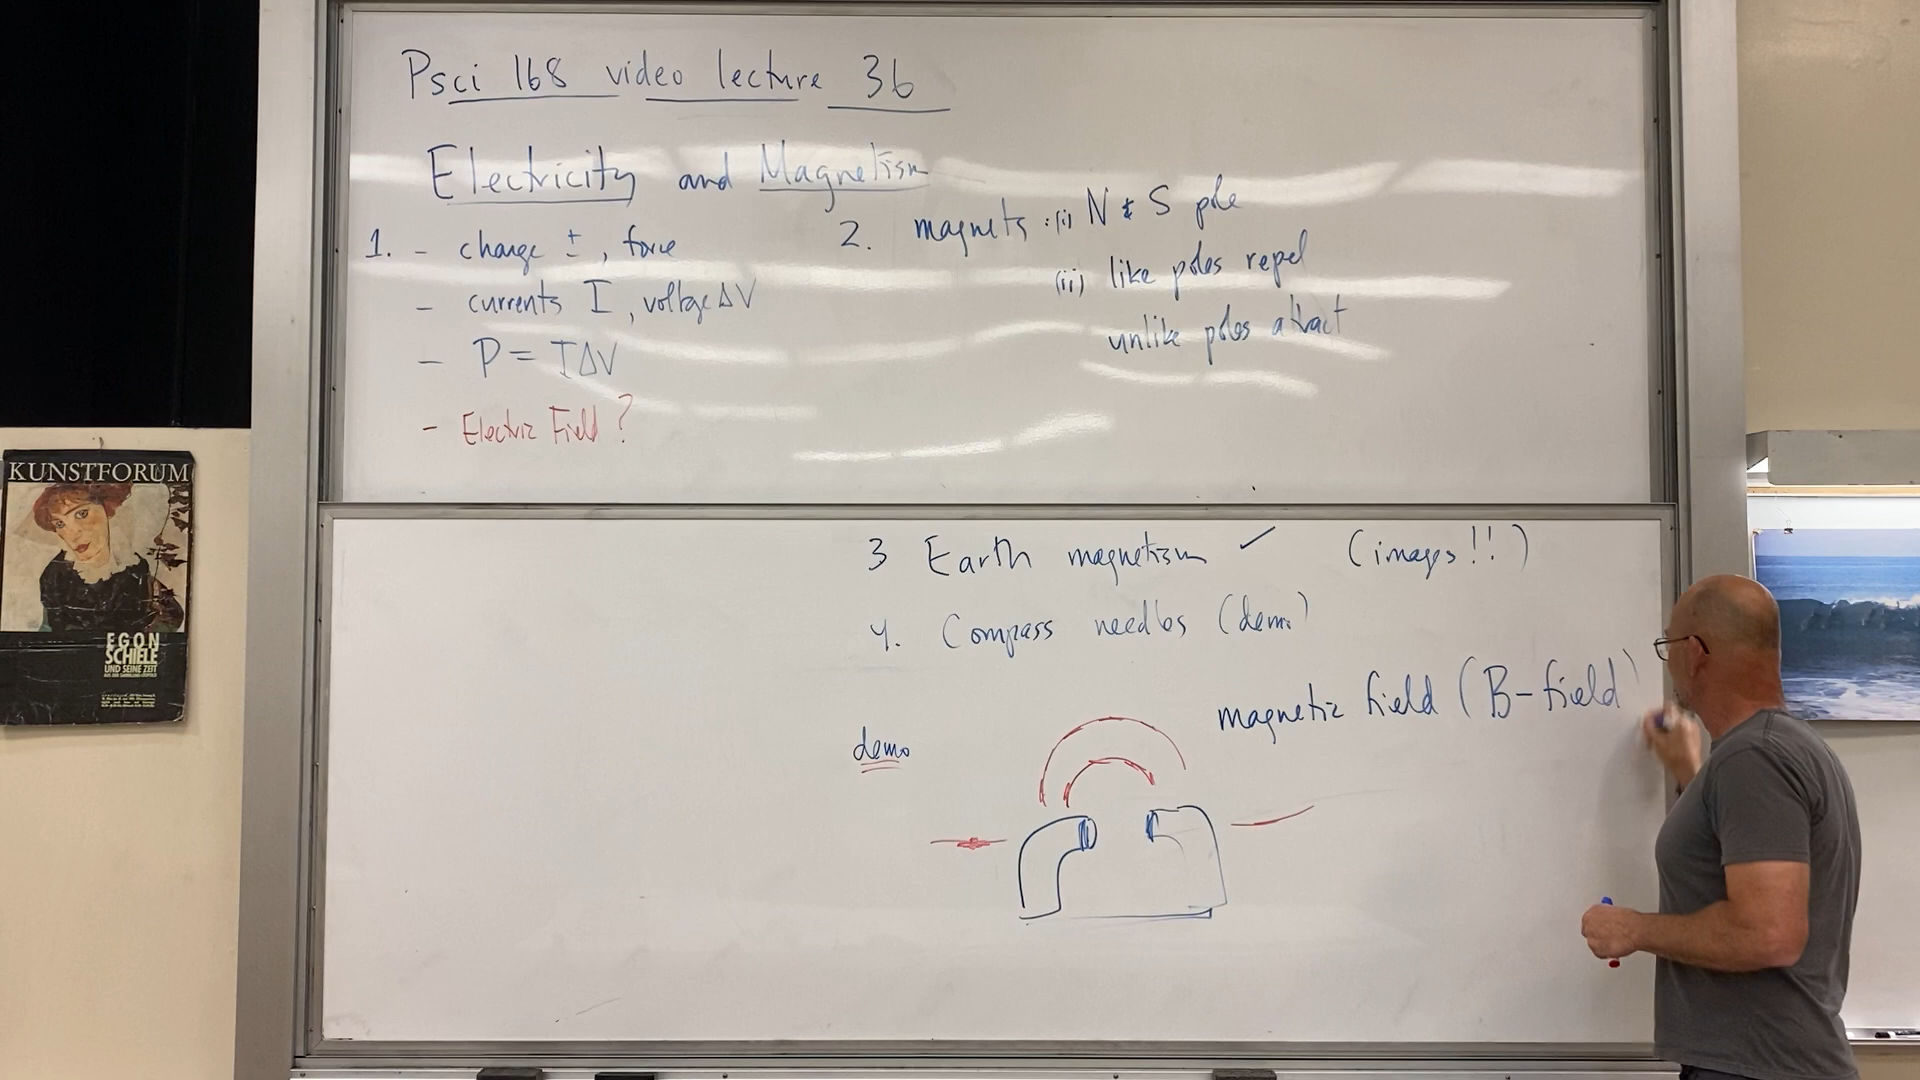 Psci 168 video lecture 36
Electricity and Magnetism
1. - charge ±, force
- currents I, voltage ΔV
- P = IΔV
- Electric Field?
2. magnets: (i) N & S pole
(ii) like poles repel
unlike poles attract
3 Earth magnetism ✓ (images!!)
4. Compass needles (demo)
magnetic field (B-field)
demo
KUNSTFORUM
EGON
SCHIELE
UND SEINE ZEIT